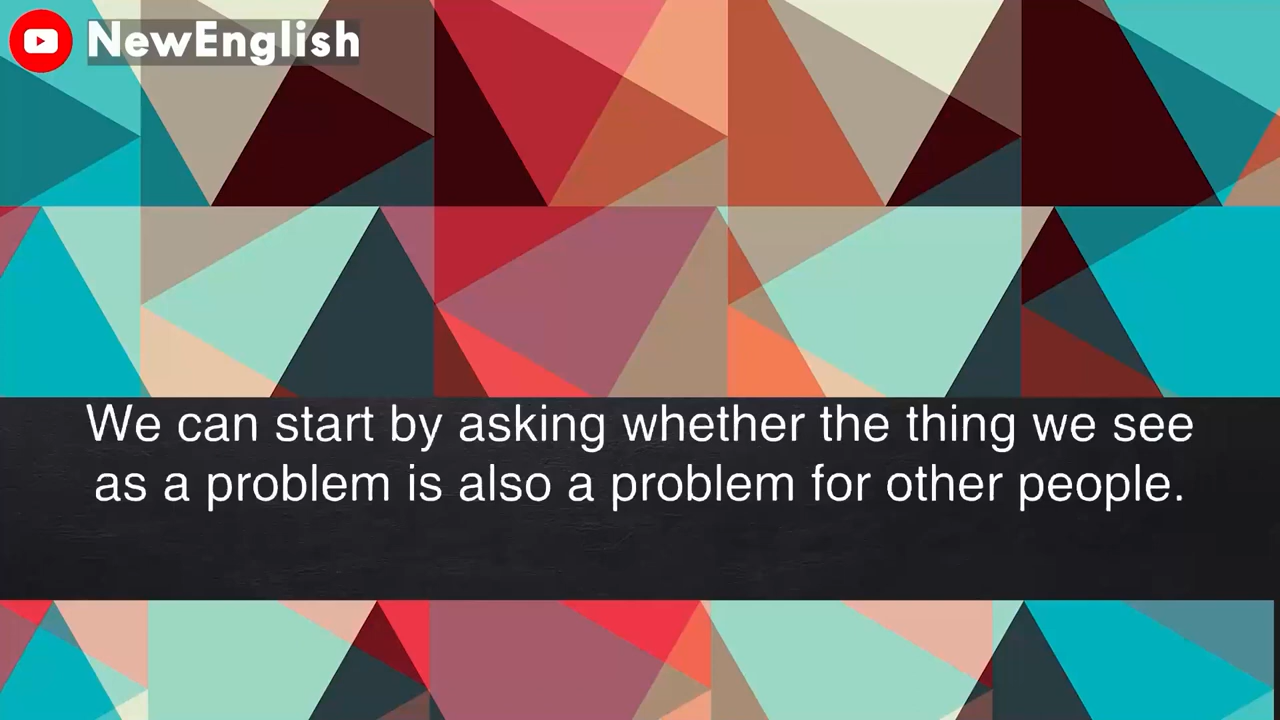 NewEnglish
We can start by asking whether the thing we see
as a problem is also a problem for other people.